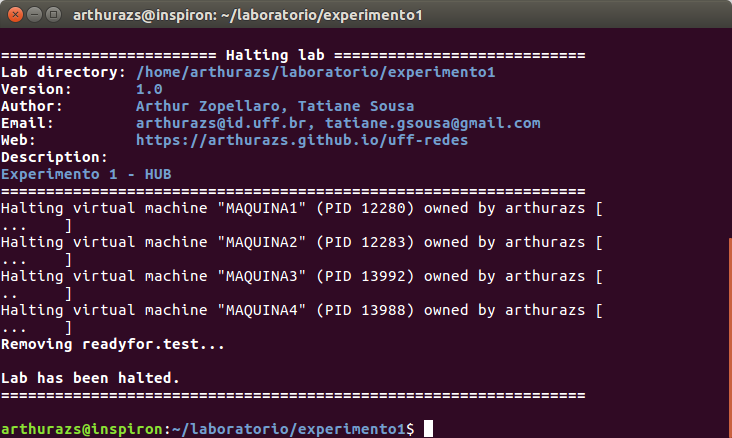 arthurazs@inspiron: ~/laboratorio/experimento1
======================== Halting lab ============================
Lab directory: /home/arthurazs/laboratorio/experimento1
Version:       1.0
Author:        Arthur Zopellaro, Tatiane Sousa
Email:         arthurazs@id.uff.br, tatiane.gsousa@gmail.com
Web:           https://arthurazs.github.io/uff-redes
Description:
Experimento 1 - HUB
=================================================================
Halting virtual machine "MAQUINA1" (PID 12280) owned by arthurazs [
...    ]
Halting virtual machine "MAQUINA2" (PID 12283) owned by arthurazs [
...    ]
Halting virtual machine "MAQUINA3" (PID 13992) owned by arthurazs [
..     ]
Halting virtual machine "MAQUINA4" (PID 13988) owned by arthurazs [
...    ]
Removing readyfor.test...
Lab has been halted.
=================================================================
arthurazs@inspiron:~/laboratorio/experimento1$